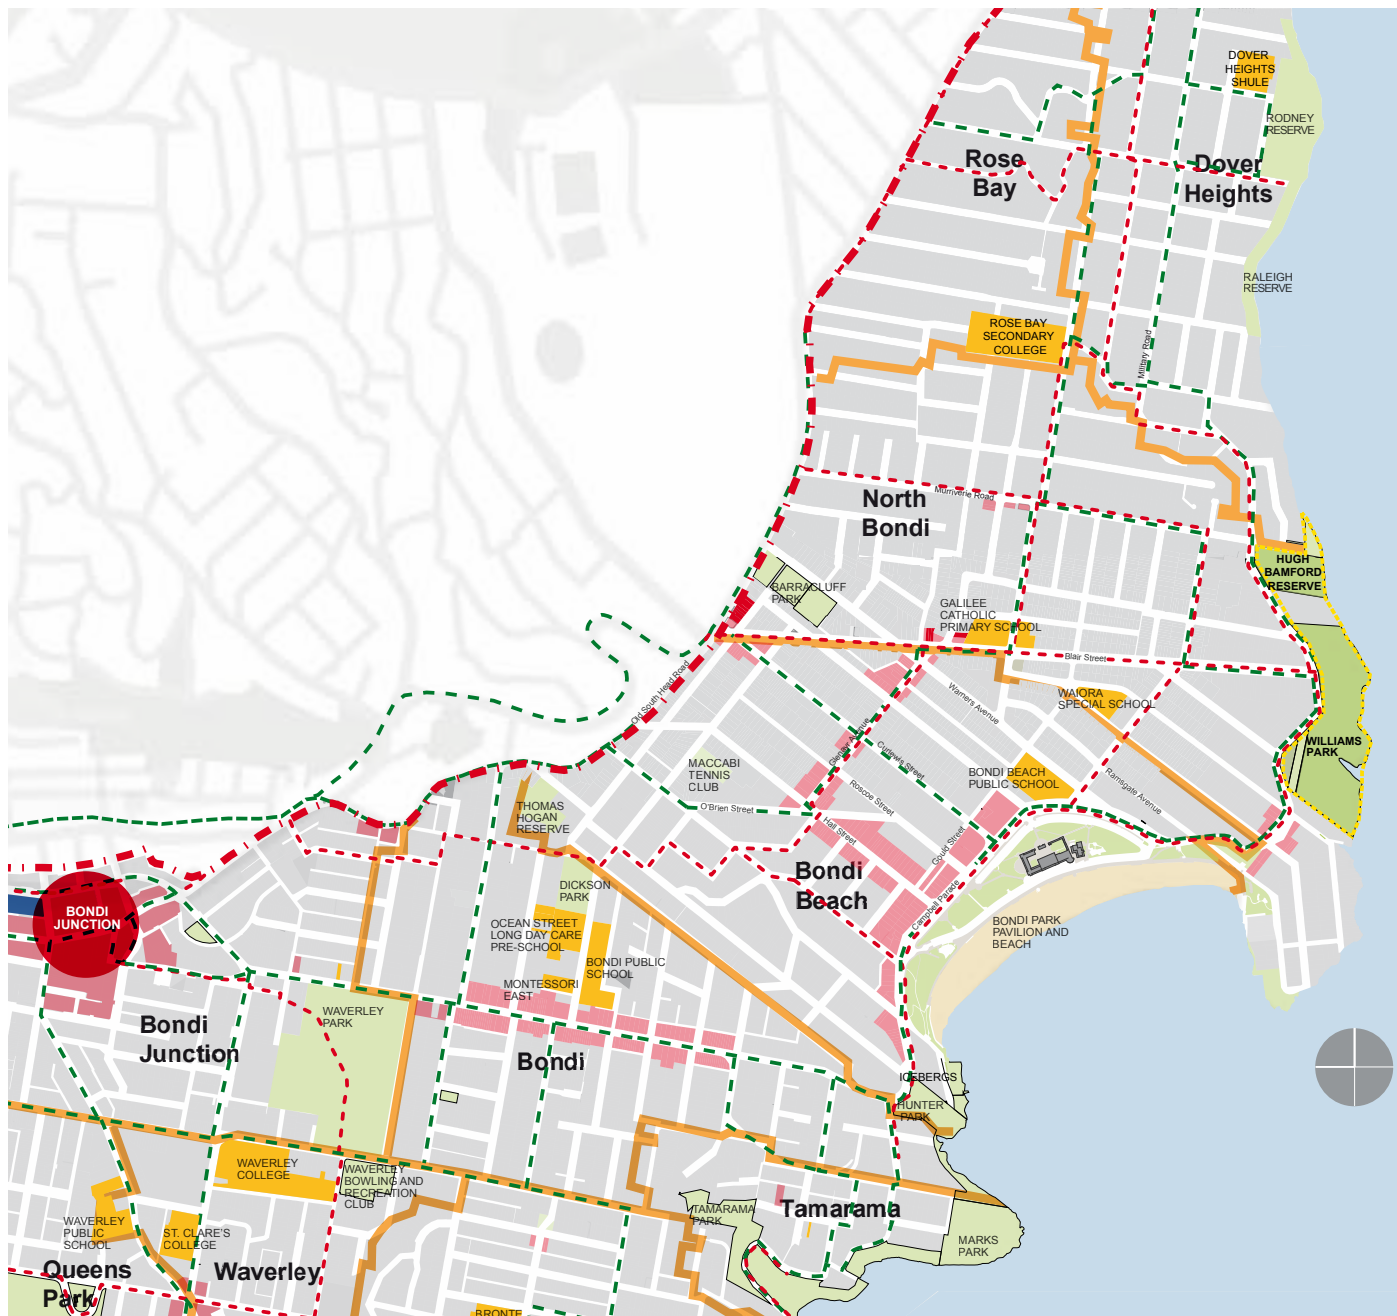 DOVER
HEIGHTS
SHULE
RODNEY
RESERVE
Rose
Bay
Dover
Heights
RALEIGH
RESERVE
ROSE BAY
SECONDARY
COLLEGE
Military Road
North
Bondi
Murriverie Road
HUGH
BAMFORD
RESERVE
BARRACLUFF
PARK
GALILEE
CATHOLIC
PRIMARY SCHOOL
Blair Street
Old South Head Road
Warners Avenue
WAIORA
SPECIAL SCHOOL
WILLIAMS
PARK
Glenayr Avenue
Curlewis Street
MACCABI
TENNIS
CLUB
BONDI BEACH
PUBLIC SCHOOL
Ramsgate Avenue
Roscoe Street
O'Brien Street
Hall Street
Gould Street
THOMAS
HOGAN
RESERVE
Bondi
Beach
Campbell Parade
DICKSON
PARK
BONDI
JUNCTION
OCEAN STREET
LONG DAY CARE
PRE-SCHOOL
BONDI PARK
PAVILION AND
BEACH
BONDI PUBLIC
SCHOOL
MONTESSORI
EAST
WAVERLEY
PARK
Bondi
Junction
Bondi
ICEBERGS
HUNTER
PARK
WAVERLEY
COLLEGE
WAVERLEY
BOWLING AND
RECREATION
CLUB
TAMARAMA
PARK
Tamarama
WAVERLEY
PUBLIC
SCHOOL
ST. CLARE'S
COLLEGE
MARKS
PARK
Queens
Park
Waverley
BRONTE